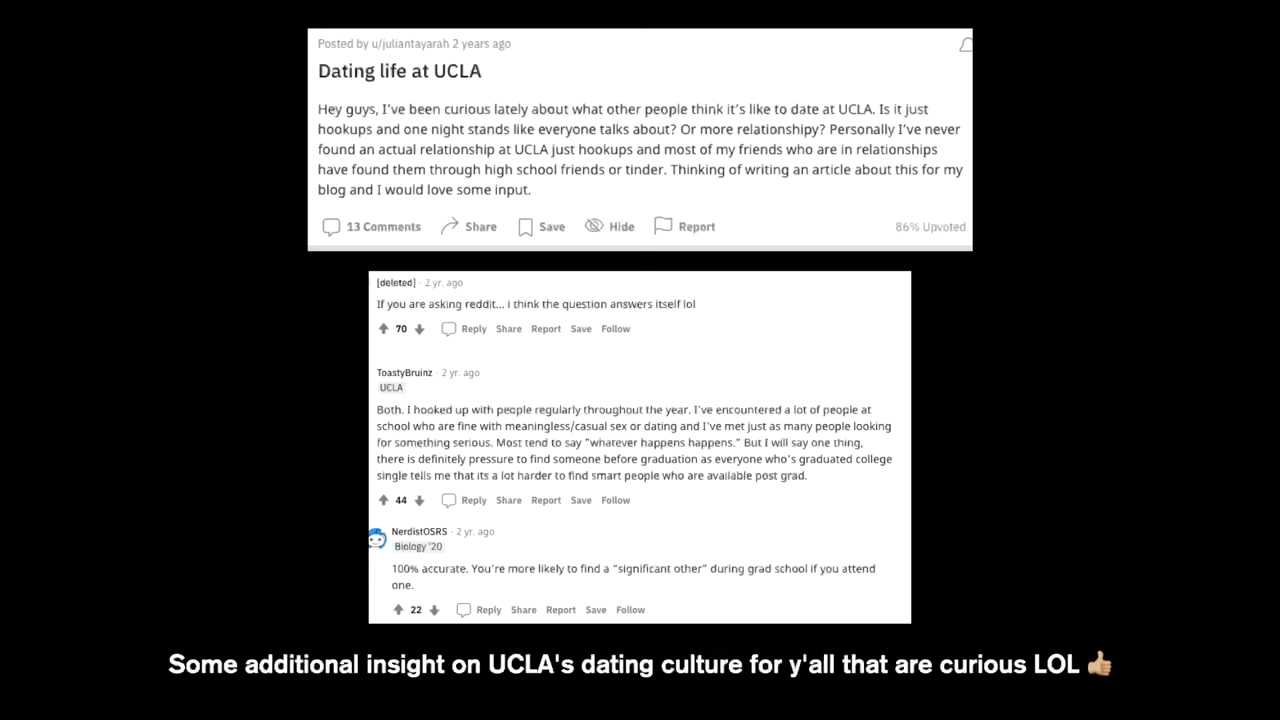 Posted by u/juliantayarah 2 years ago
Dating life at UCLA
Hey guys, I've been curious lately about what other people think it's like to date at UCLA. Is it just
hookups and one night stands like everyone talks about? Or more relationshipy? Personally I've never
found an actual relationship at UCLA just hookups and most of my friends who are in relationships
have found them through high school friends or tinder. Thinking of writing an article about this for my
blog and I would love some input.
13 Comments Share Save Hide Report 86% Upvoted
[deleted] · 2 yr. ago
If you are asking reddit... i think the question answers itself lol
70 Reply Share Report Save Follow
ToastyBruinz · 2 yr. ago
UCLA
Both. I hooked up with people regularly throughout the year. I've encountered a lot of people at
school who are fine with meaningless/casual sex or dating and I've met just as many people looking
for something serious. Most tend to say "whatever happens happens." But I will say one thing,
there is definitely pressure to find someone before graduation as everyone who's graduated college
single tells me that its a lot harder to find smart people who are available post grad.
44 Reply Share Report Save Follow
NerdistOSRS · 2 yr. ago
Biology '20
100% accurate. You're more likely to find a "significant other" during grad school if you attend
one.
22 Reply Share Report Save Follow
Some additional insight on UCLA's dating culture for y'all that are curious LOL 👍🏼